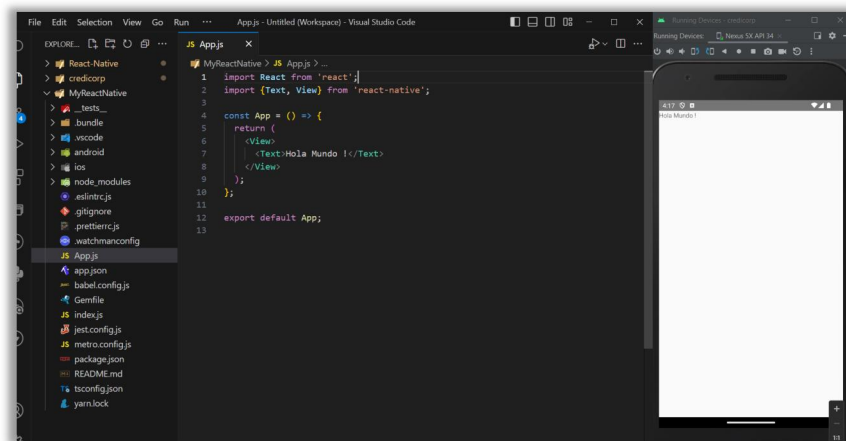 File Edit Selection View Go Run ··· App.js - Untitled (Workspace) - Visual Studio Code
EXPLORE...
React-Native
credicorp
MyReactNative
_tests_
.bundle
.vscode
android
ios
node_modules
.eslintrc.js
.gitignore
.prettierrc.js
.watchmanconfig
App.js
app.json
babel.config.js
Gemfile
index.js
jest.config.js
metro.config.js
package.json
README.md
tsconfig.json
yarn.lock
JS App.js
MyReactNative > JS App.js > ...
1 import React from 'react';
2 import {Text, View} from 'react-native';
3
4 const App = () => {
5 return (
6 <View>
7 <Text>Hola Mundo !</Text>
8 </View>
9 );
10 };
11
12 export default App;
13
Running Devices - credicorp
Running Devices: Nexus 5X API 34
4:17
Hola Mundo !
1:1